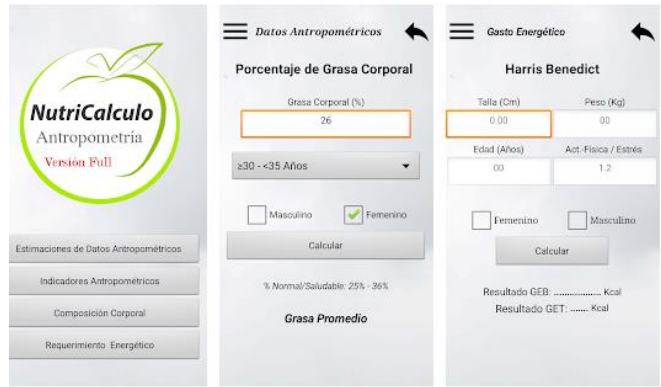 NutriCalculo
Antropometría
Versión Full
Estimaciones de Datos Antropométricos
Indicadores Antropométricos
Composición Corporal
Requerimiento Energético
Datos Antropométricos
Porcentaje de Grasa Corporal
Grasa Corporal (%)
26
≥30 - <35 Años
Masculino Femenino
Calcular
% Normal/Saludable: 25% - 36%
Grasa Promedio
Gasto Energético
Harris Benedict
Talla (Cm) Peso (Kg)
0.00 00
Edad (Años) Act.-Física / Estrés
00 1.2
Femenino Masculino
Calcular
Resultado GEB: .................. Kcal
Resultado GET: ....... Kcal